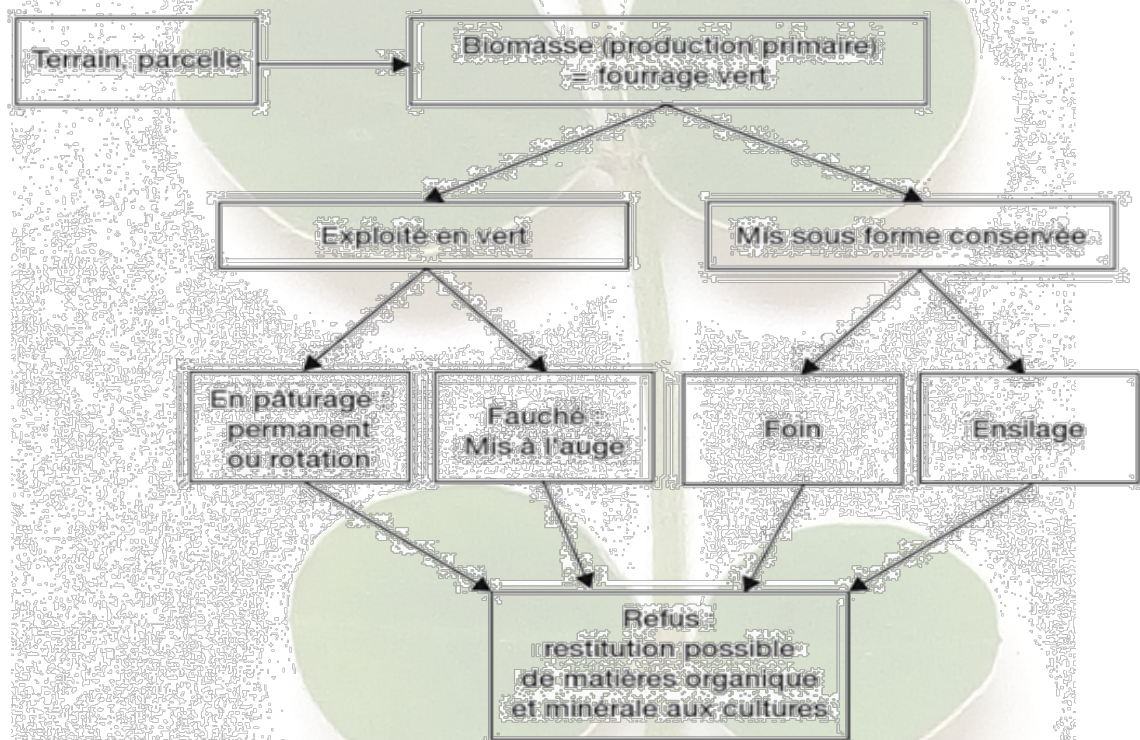 Terrain, parcelle
Biomasse (production primaire)
= fourrage vert
Exploité en vert
Mis sous forme conservée
En pâturage :
permanent
ou rotation
Fauché :
Mis à l'auge
Foin
Ensilage
Refus :
restitution possible
de matières organique
et minérale aux cultures